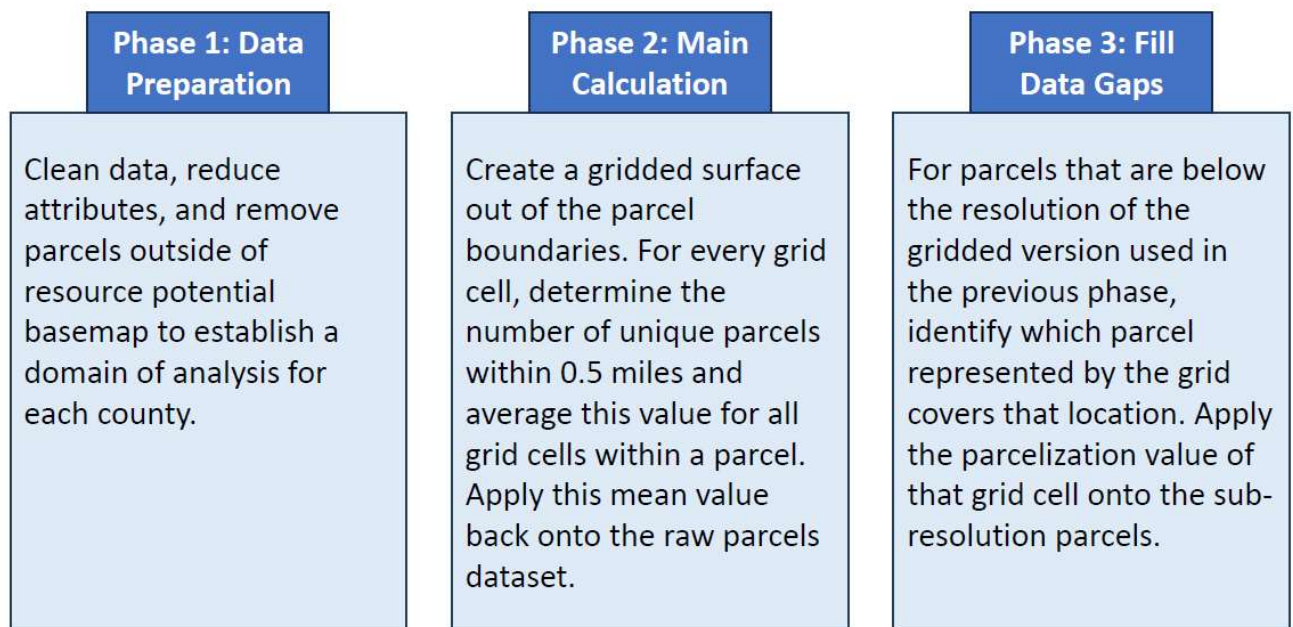 Phase 1: Data
Preparation
Clean data, reduce
attributes, and remove
parcels outside of
resource potential
basemap to establish a
domain of analysis for
each county.
Phase 2: Main
Calculation
Create a gridded surface
out of the parcel
boundaries. For every grid
cell, determine the
number of unique parcels
within 0.5 miles and
average this value for all
grid cells within a parcel.
Apply this mean value
back onto the raw parcels
dataset.
Phase 3: Fill
Data Gaps
For parcels that are below
the resolution of the
gridded version used in
the previous phase,
identify which parcel
represented by the grid
covers that location. Apply
the parcelization value of
that grid cell onto the sub-
resolution parcels.